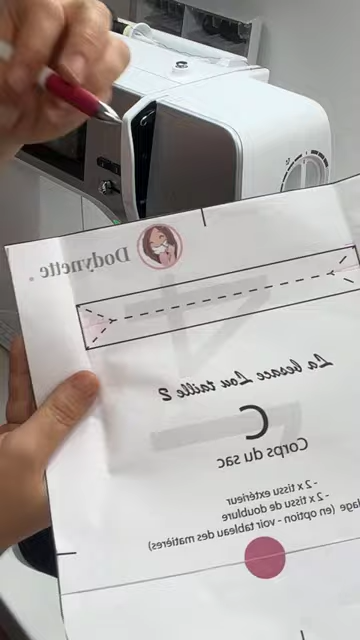 Dodynette
La besace Lou taille 2
C
Corps du sac
- 2 x tissu extérieur
- 2 x tissu de doublure
(en option - voir tableau des matières)